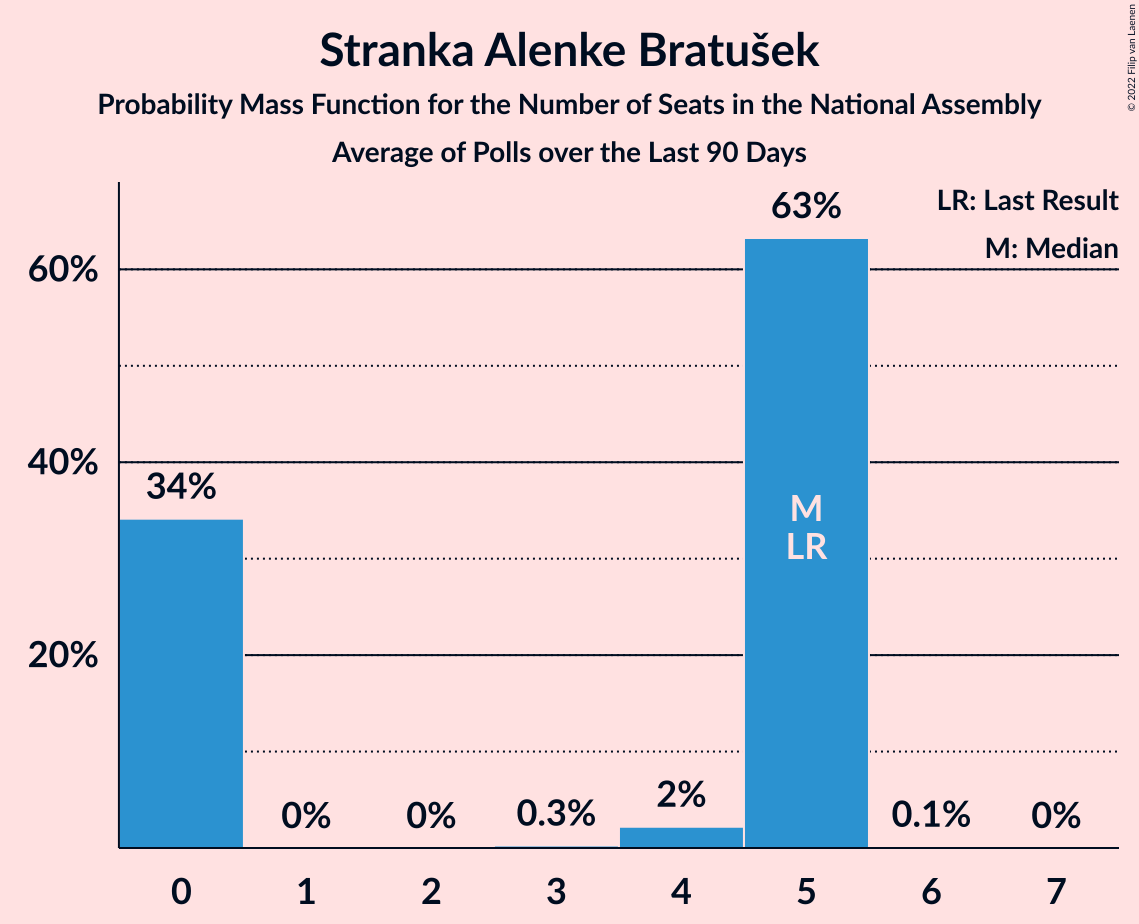 Stranka Alenke Bratušek
Probability Mass Function for the Number of Seats in the National Assembly
Average of Polls over the Last 90 Days
© 2022 Filip van Laenen
LR: Last Result
M: Median
60%
40%
20%
34%
0%
0%
0.3%
2%
63%
M
LR
0.1%
0%
0
1
2
3
4
5
6
7